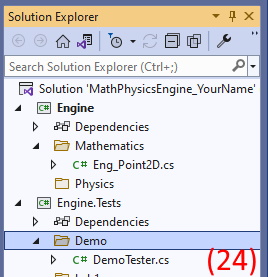 Solution Explorer
Search Solution Explorer (Ctrl+;)
Solution 'MathPhysicsEngine_YourName'
C# Engine
Dependencies
Mathematics
C# Eng_Point2D.cs
Physics
C# Engine.Tests
Dependencies
Demo
C# DemoTester.cs
(24)